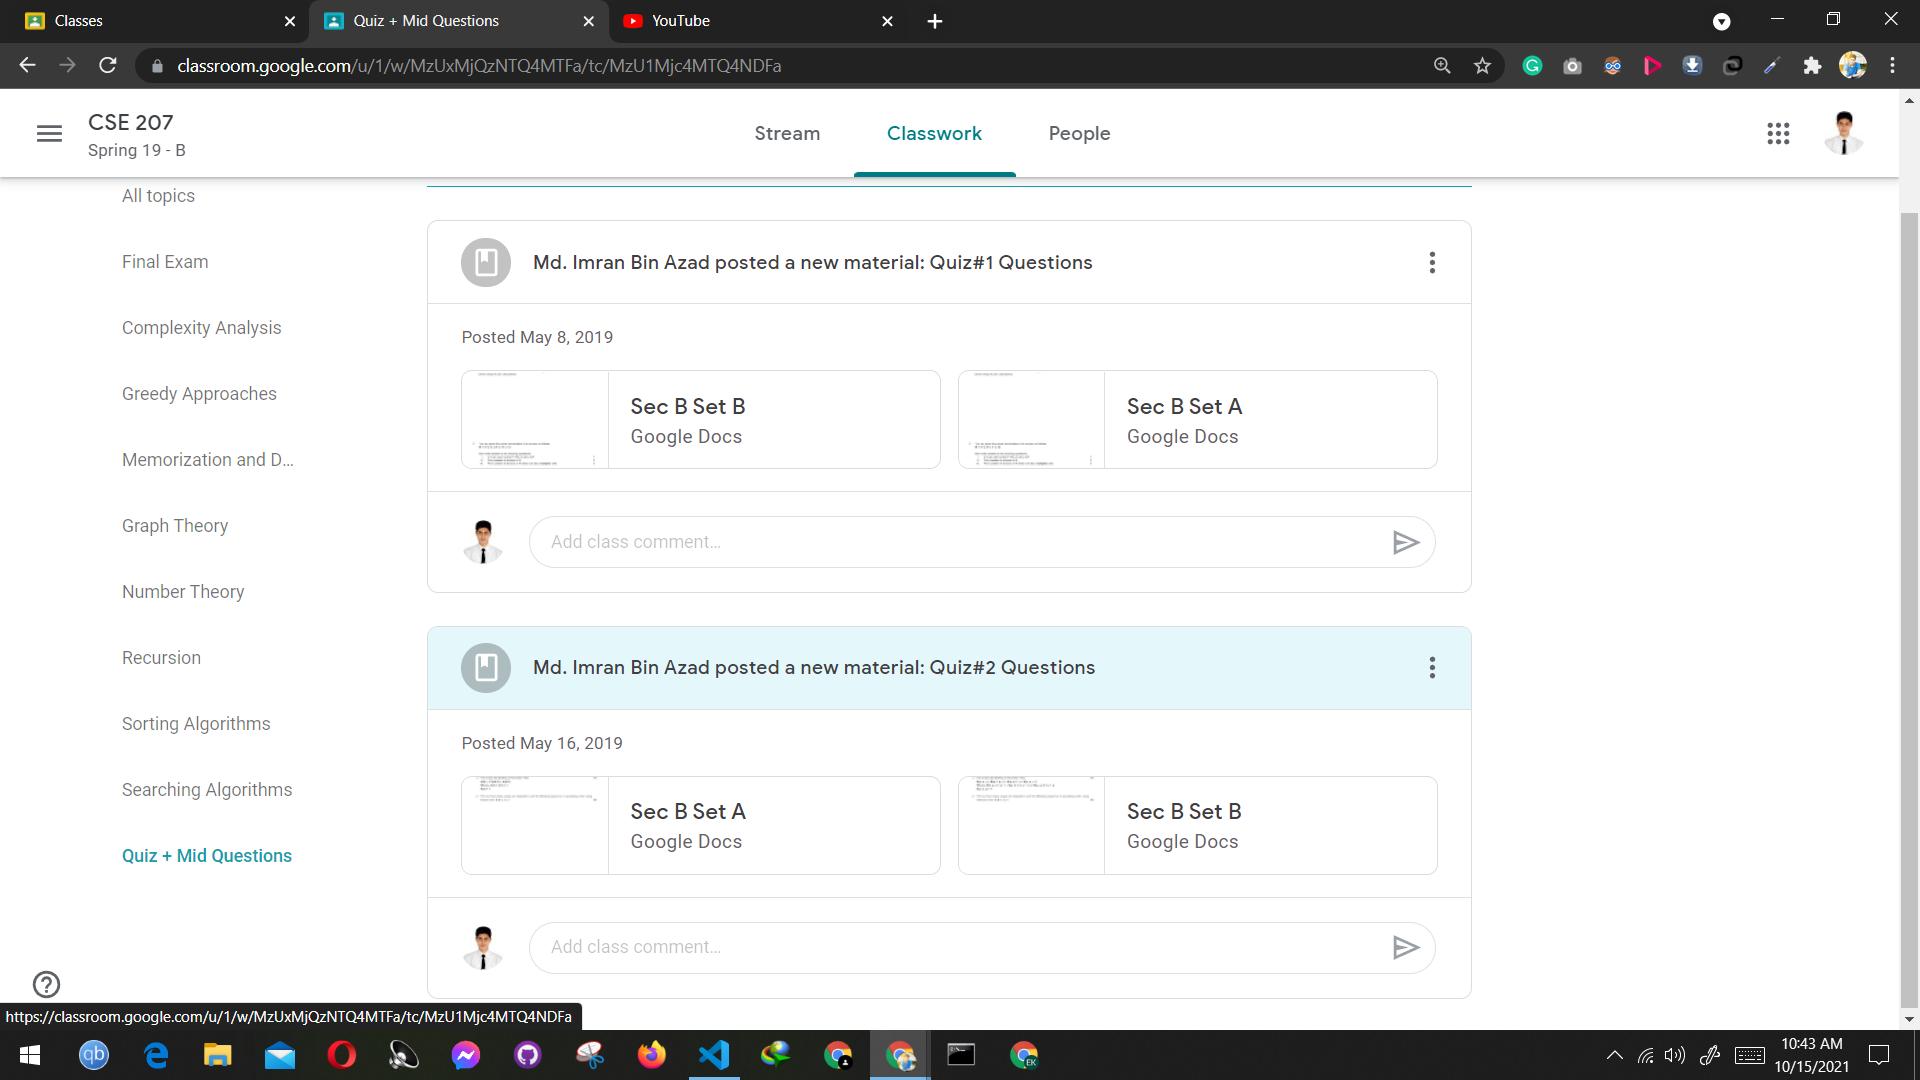 Classes
Quiz + Mid Questions
YouTube
classroom.google.com/u/1/w/MzUxMjQzNTQ4MTFa/tc/MzU1Mjc4MTQ4NDFa
CSE 207
Spring 19 - B
Stream
Classwork
People
All topics
Final Exam
Complexity Analysis
Greedy Approaches
Memorization and D...
Graph Theory
Number Theory
Recursion
Sorting Algorithms
Searching Algorithms
Quiz + Mid Questions
Md. Imran Bin Azad posted a new material: Quiz#1 Questions
Posted May 8, 2019
Sec B Set B
Google Docs
Sec B Set A
Google Docs
Add class comment...
Md. Imran Bin Azad posted a new material: Quiz#2 Questions
Posted May 16, 2019
Sec B Set A
Google Docs
Sec B Set B
Google Docs
Add class comment...
https://classroom.google.com/u/1/w/MzUxMjQzNTQ4MTFa/tc/MzU1Mjc4MTQ4NDFa
qb
EK
10:43 AM
10/15/2021